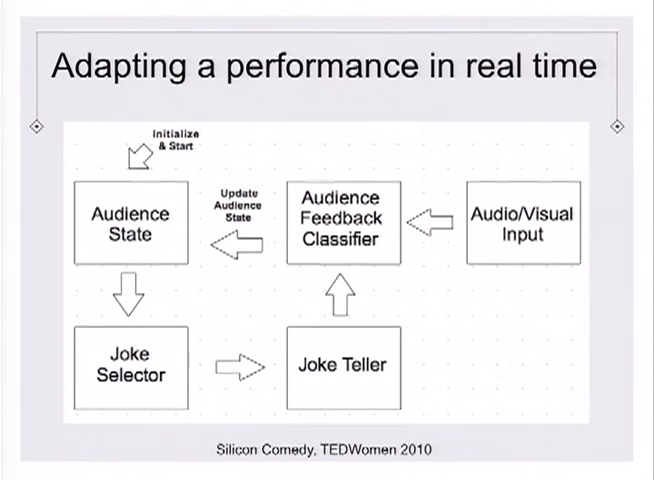 Adapting a performance in real time
Initialize
& Start
Audience
State
Update
Audience
State
Audience
Feedback
Classifier
Audio/Visual
Input
Joke
Selector
Joke Teller
Silicon Comedy, TEDWomen 2010